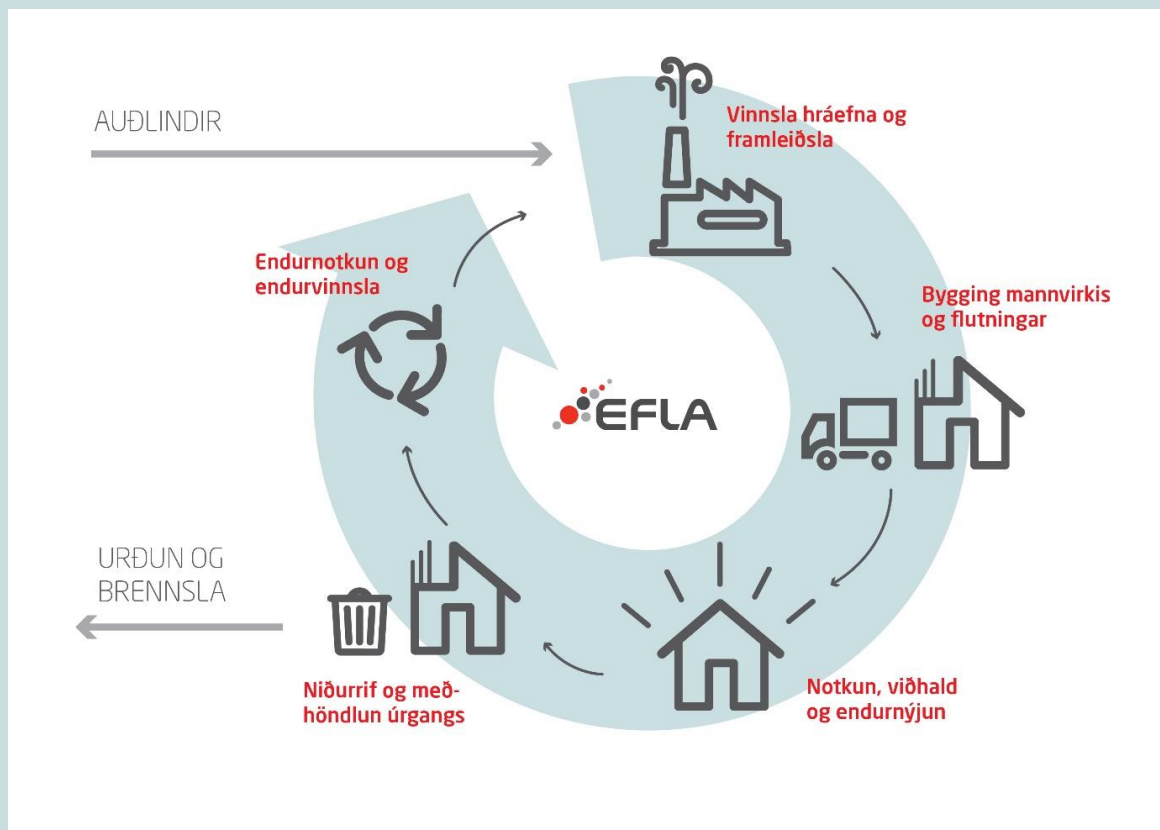 AUÐLINDIR
Vinnsla hráefna og
framleiðsla
Endurnotkun og
endurvinnsla
Bygging mannvirkis
og flutningar
EFLA
URÐUN OG
BRENNSLA
Niðurrif og með-
höndlun úrgangs
Notkun, viðhald
og endurnýjun